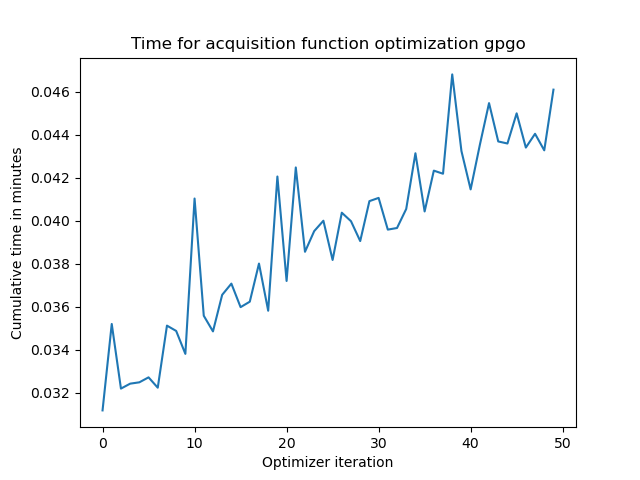 Time for acquisition function optimization gpgo
Cumulative time in minutes
0.046
0.044
0.042
0.040
0.038
0.036
0.034
0.032
0 10 20 30 40 50
Optimizer iteration